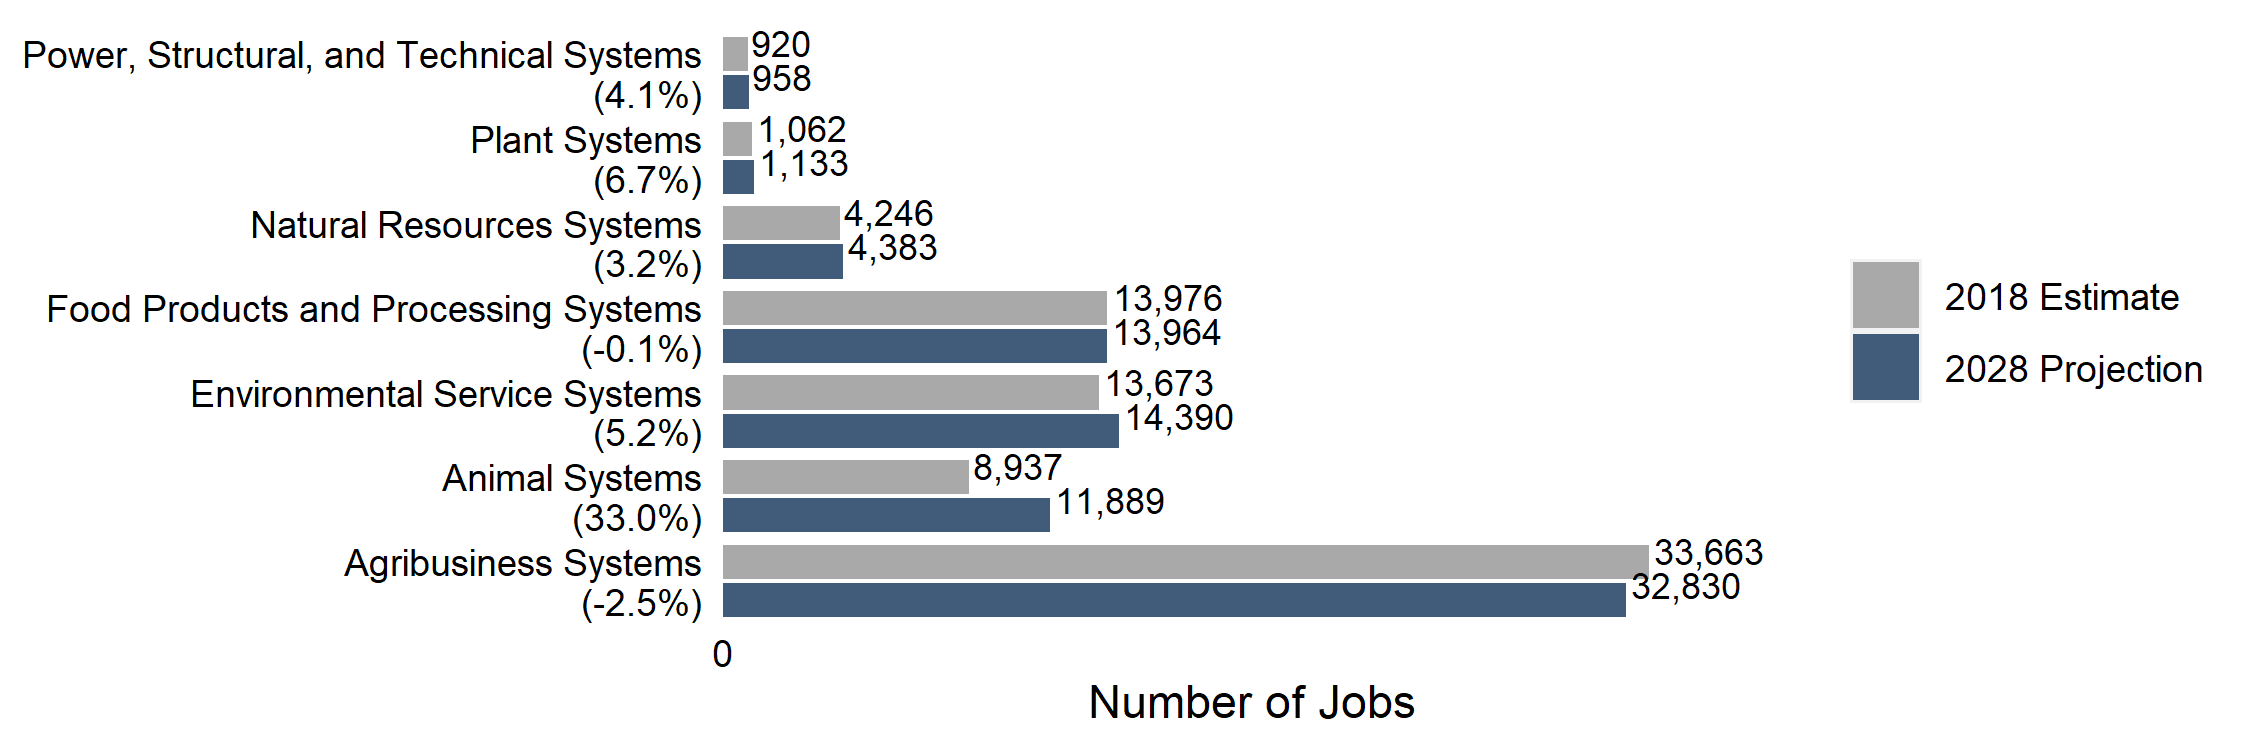 Power, Structural, and Technical Systems
(4.1%)
920
958
Plant Systems
(6.7%)
1,062
1,133
Natural Resources Systems
(3.2%)
4,246
4,383
Food Products and Processing Systems
(-0.1%)
13,976
13,964
Environmental Service Systems
(5.2%)
13,673
14,390
Animal Systems
(33.0%)
8,937
11,889
Agribusiness Systems
(-2.5%)
33,663
32,830
0
Number of Jobs
2018 Estimate
2028 Projection